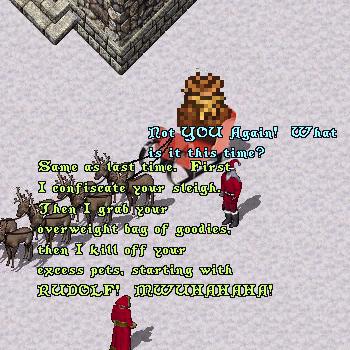 Not YOU Again!  What
is it this time?
Same as last time.  First
I confiscate your sleigh.
Then I grab your
overweight bag of goodies,
then I kill off your
excess pets, starting with
RUDOLF!  MWUHAHAHA!